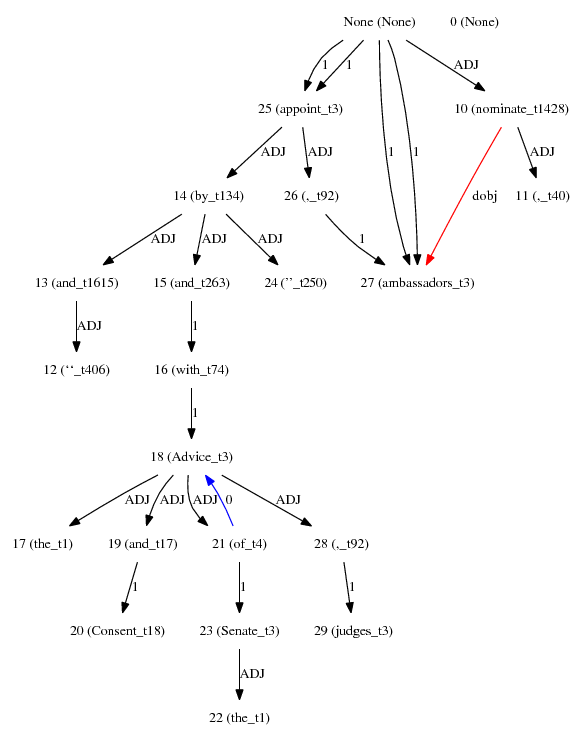 None (None) 0 (None)
1 1 ADJ
25 (appoint_t3) 10 (nominate_t1428)
ADJ ADJ 1 1 ADJ
14 (by_t134) 26 (,_t92) dobj 11 (,_t40)
ADJ ADJ ADJ 1
13 (and_t1615) 15 (and_t263) 24 (''_t250) 27 (ambassadors_t3)
ADJ 1
12 (``_t406) 16 (with_t74)
1
18 (Advice_t3)
ADJ ADJ ADJ 0 ADJ
17 (the_t1) 19 (and_t17) 21 (of_t4) 28 (,_t92)
1 1 1
20 (Consent_t18) 23 (Senate_t3) 29 (judges_t3)
ADJ
22 (the_t1)